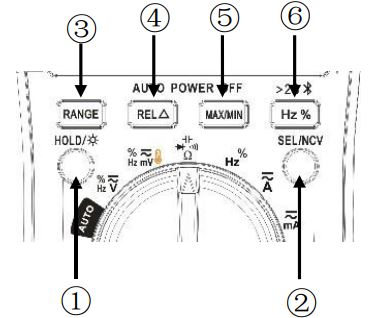 ③ ④ ⑤ ⑥
AUTO POWER OFF
RANGE REL△ MAX/MIN Hz %
HOLD/☼ SEL/NCV
% Hz V
% Hz mV
Ω
Hz %
A
mA
AUTO
① ②